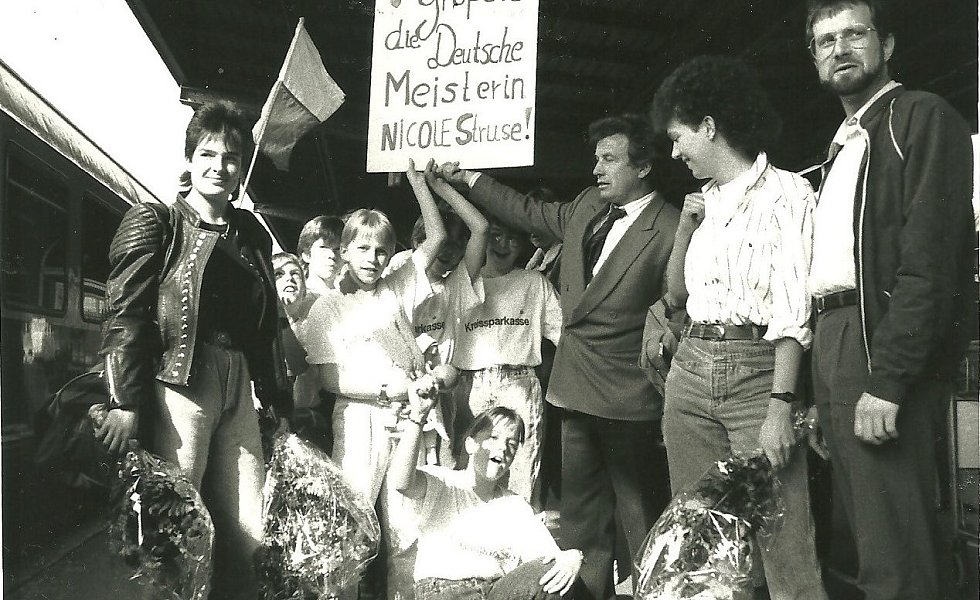 die Deutsche
Meisterin
NICOLE Struse!
Kreissparkasse